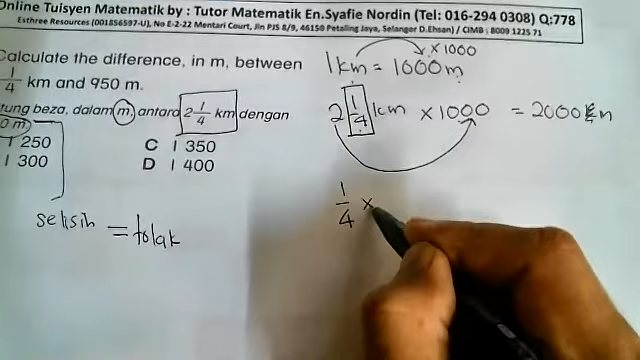 Online Tuisyen Matematik by : Tutor Matematik En.Syafie Nordin (Tel: 016-294 0308) Q:778
Esthree Resources (001856597-U), No E-2-22 Mentari Court, Jln PJS 8/9, 46150 Petaling Jaya, Selangor D.Ehsan) / CIMB : 8009 1225 71
Calculate the difference, in m, between
1/4 km and 950 m.
tung beza, dalam m, antara 2 1/4 km dengan
0 m
1 250
C 1 350
1 300
D 1 400
selisih = tolak
× 1000
1km = 1000m
2 1/4 km × 1000 = 2000 m
1/4 ×